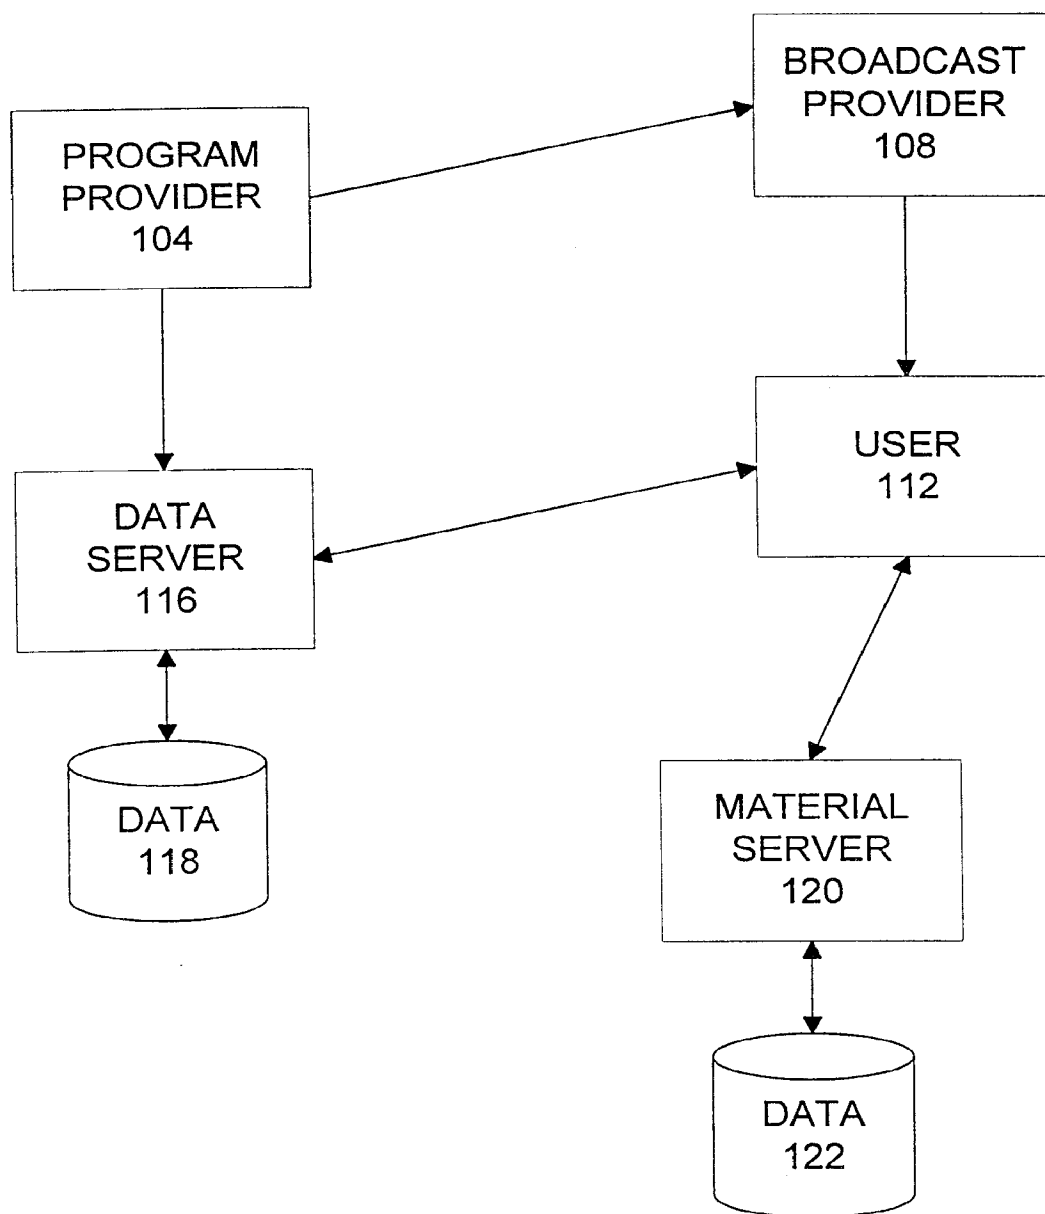 BROADCAST
PROVIDER
108
PROGRAM
PROVIDER
104
USER
112
DATA
SERVER
116
DATA
118
MATERIAL
SERVER
120
DATA
122